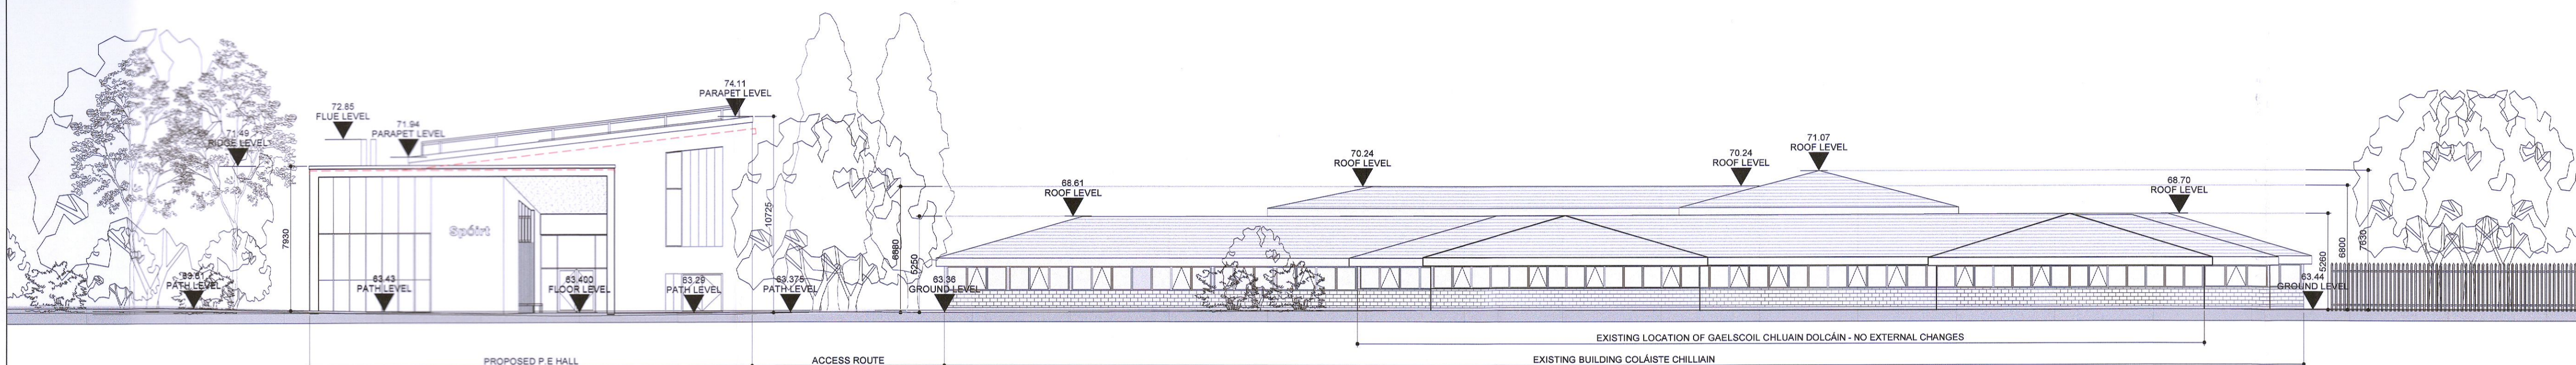 72.85
FLUE LEVEL
71.49
RIDGE LEVEL
71.94
PARAPET LEVEL
74.11
PARAPET LEVEL
7930
Spóirt
10725
63.61
PATH LEVEL
63.43
PATH LEVEL
63.400
FLOOR LEVEL
63.29
PATH LEVEL
63.375
PATH LEVEL
6880
5250
63.36
GROUND LEVEL
68.61
ROOF LEVEL
70.24
ROOF LEVEL
70.24
ROOF LEVEL
71.07
ROOF LEVEL
68.70
ROOF LEVEL
5260
6800
7630
63.44
GROUND LEVEL
EXISTING LOCATION OF GAELSCOIL CHLUAIN DOLCÁIN - NO EXTERNAL CHANGES
PROPOSED P.E HALL
ACCESS ROUTE
EXISTING BUILDING COLÁISTE CHILLIAIN